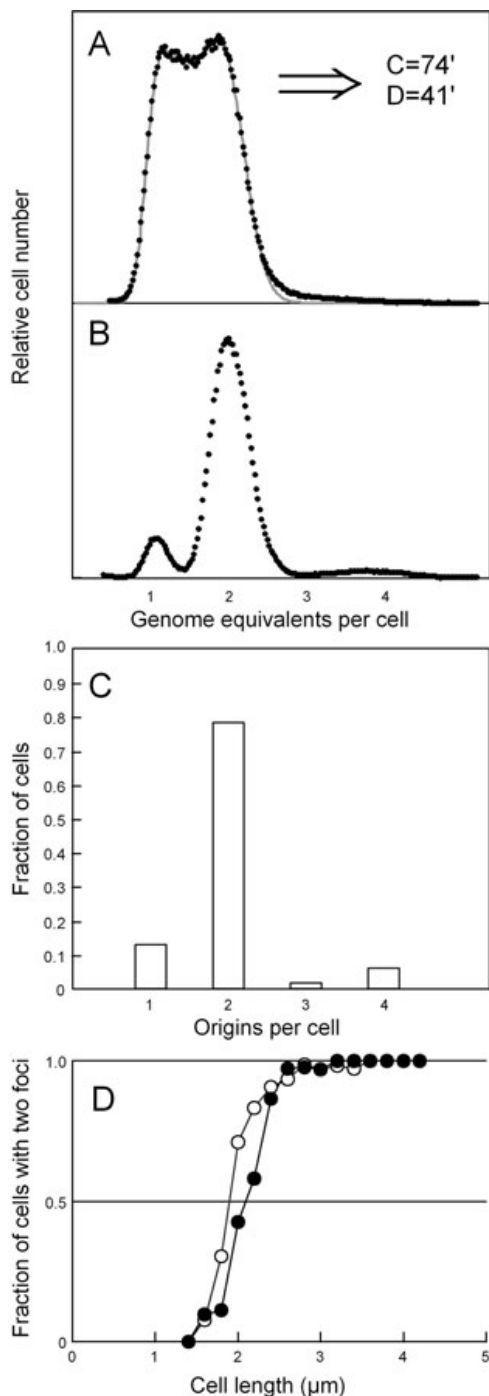 A
C=74'
D=41'
Relative cell number
B
1 2 3 4
Genome equivalents per cell
C
1.0
0.9
0.8
0.7
0.6
0.5
0.4
0.3
0.2
0.1
0
Fraction of cells
1 2 3 4
Origins per cell
D
1.0
0.5
0
Fraction of cells with two foci
0 1 2 3 4 5
Cell length (µm)